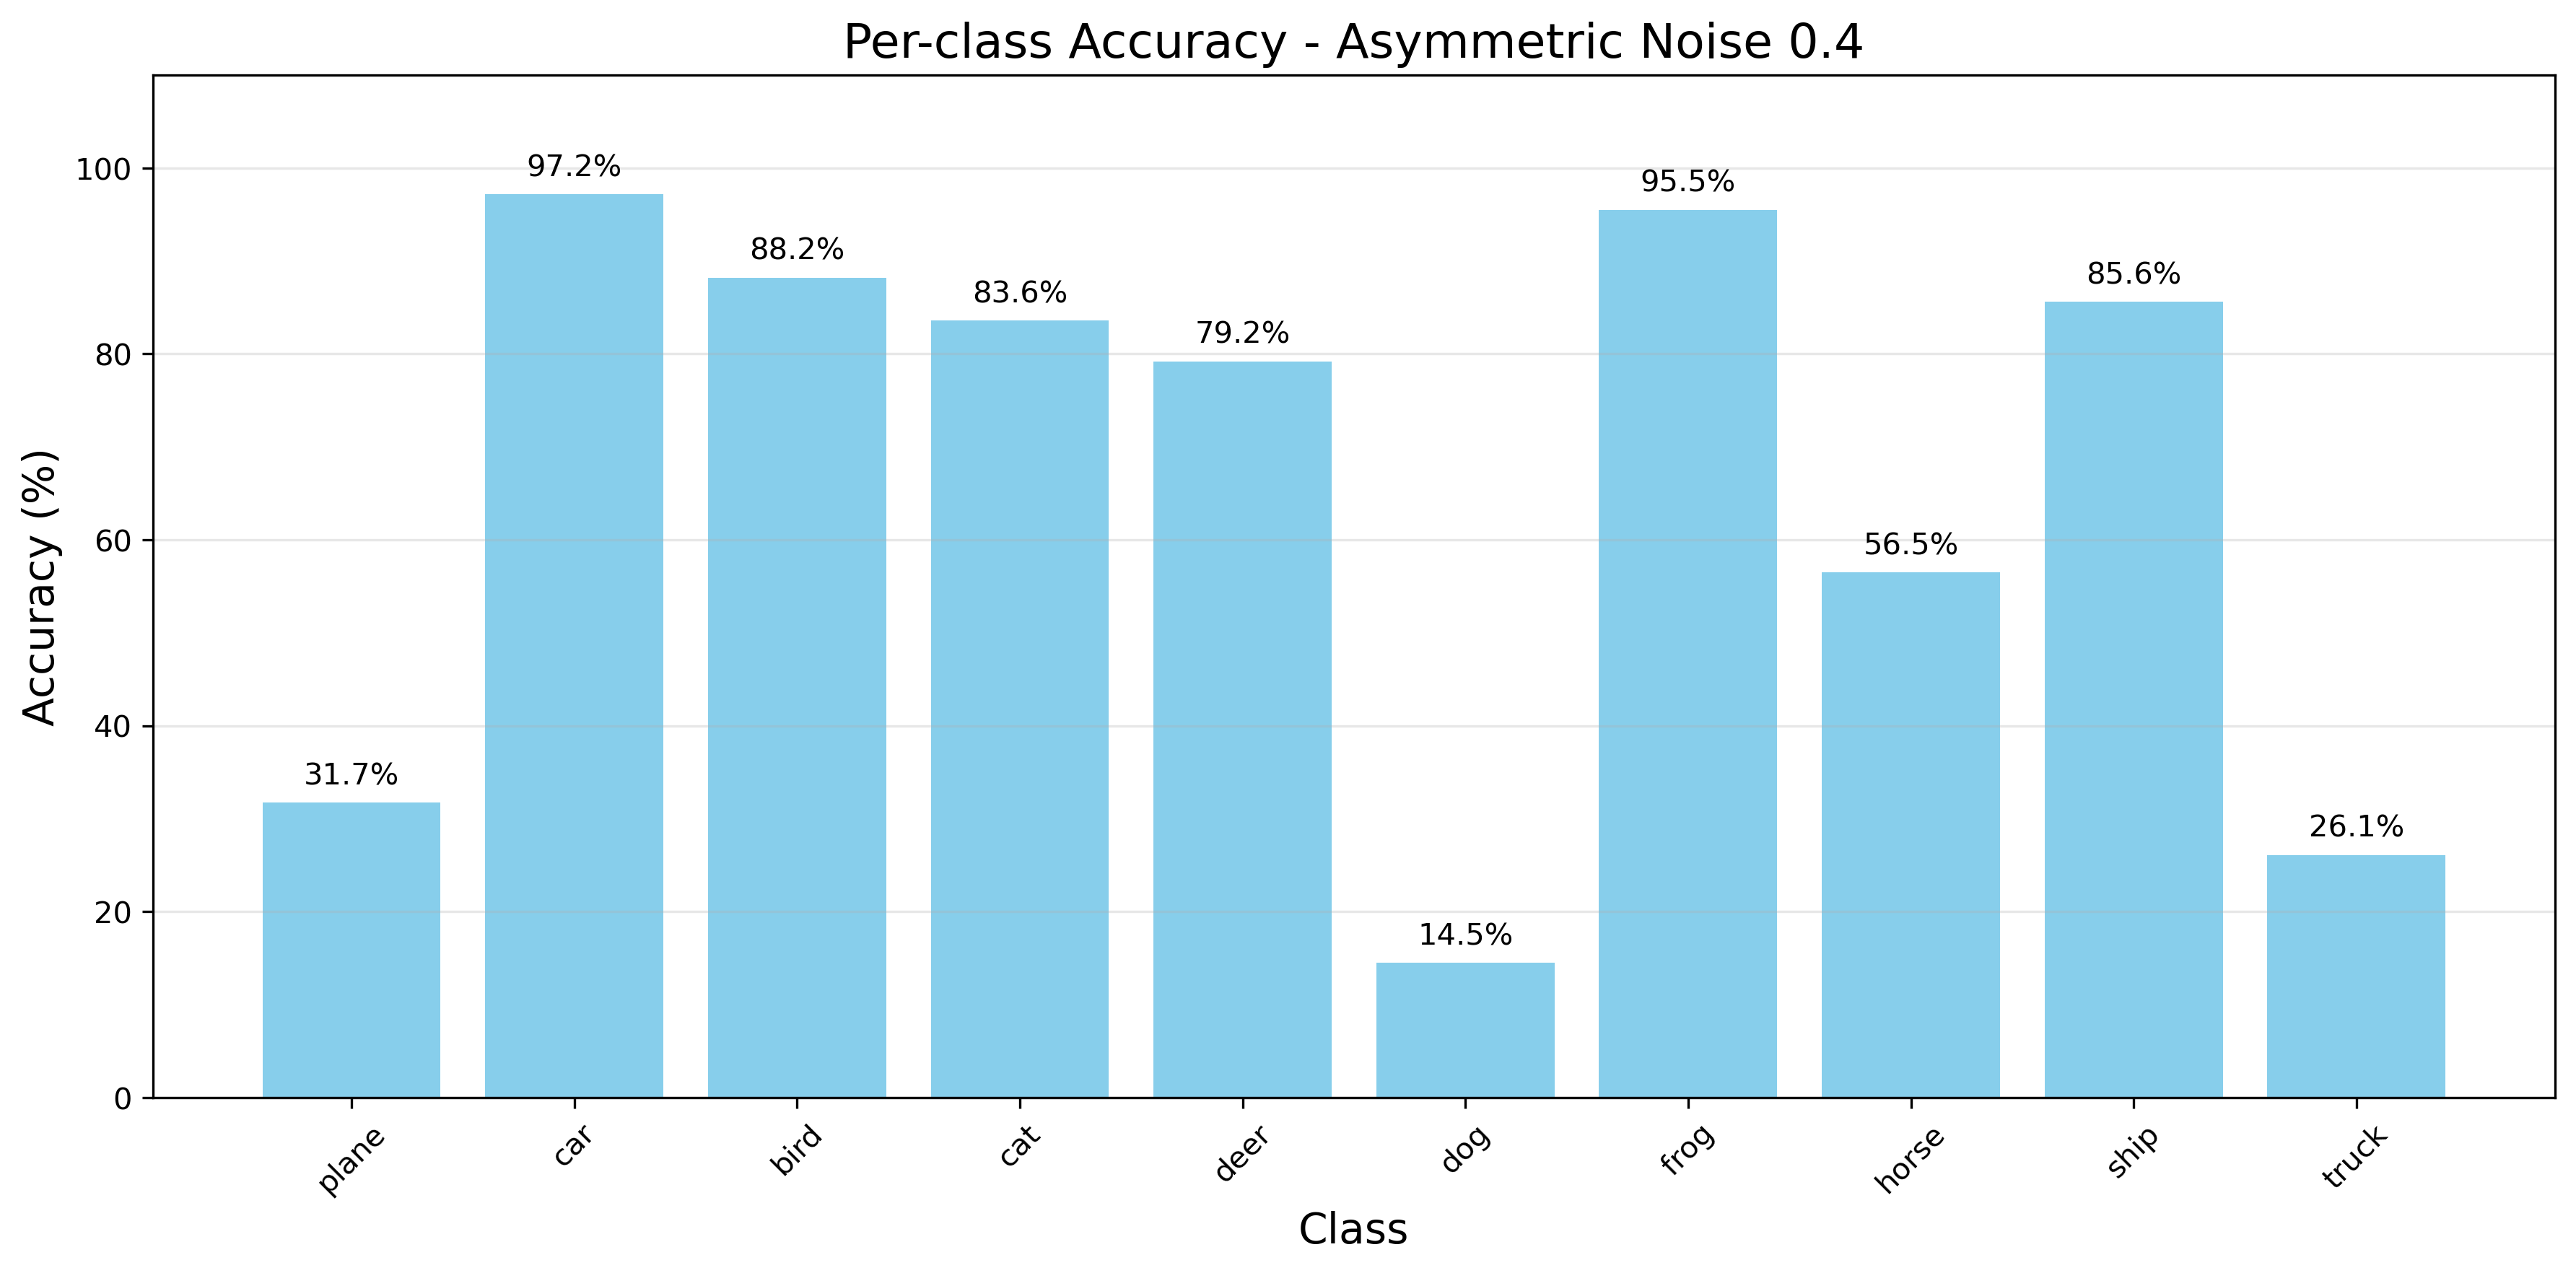 Per-class Accuracy - Asymmetric Noise 0.4
Accuracy (%)
100
80
60
40
20
0
31.7%
97.2%
88.2%
83.6%
79.2%
14.5%
95.5%
56.5%
85.6%
26.1%
plane
car
bird
cat
deer
dog
frog
horse
ship
truck
Class